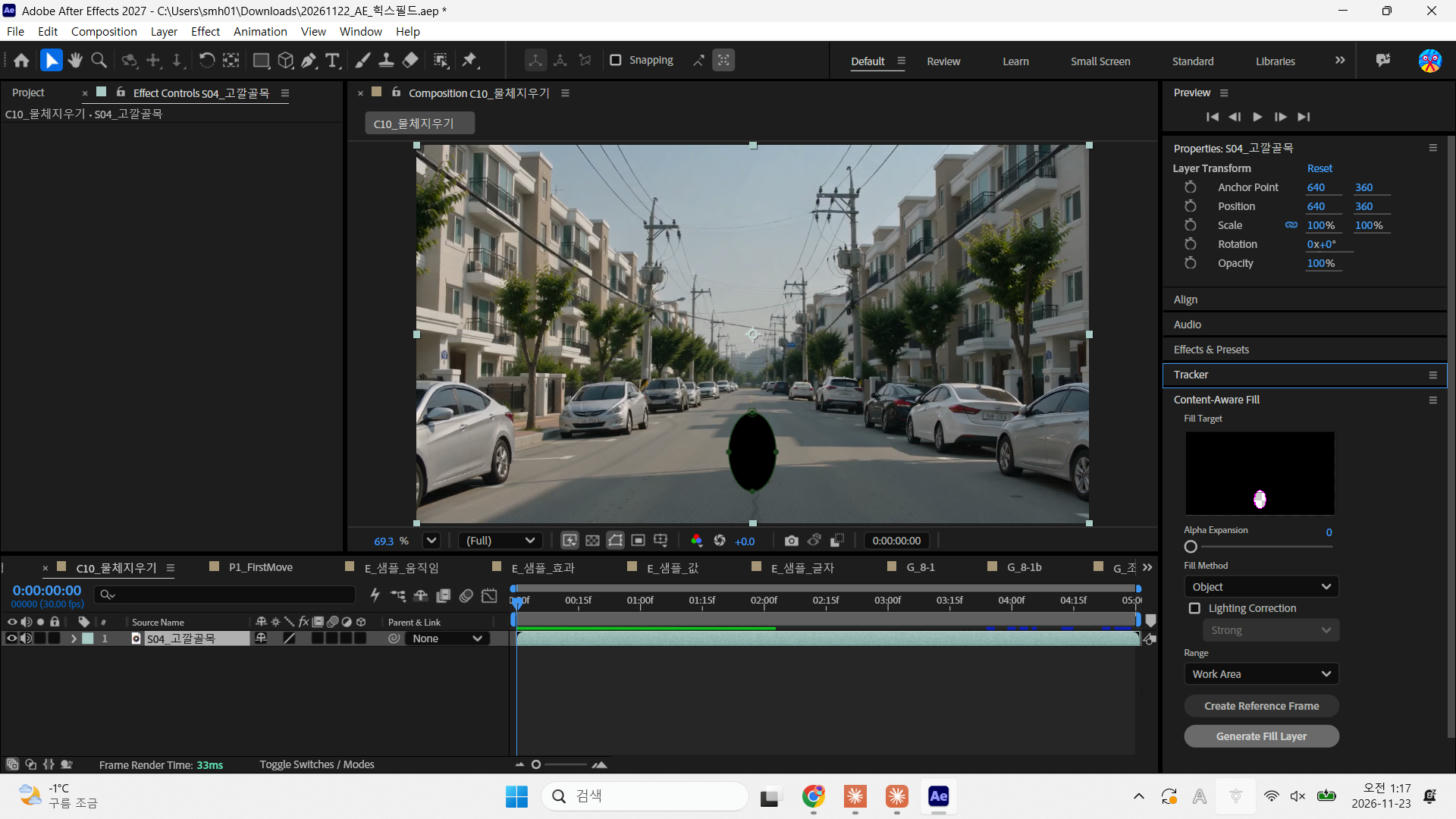 Adobe After Effects 2027 - C:\Users\smh01\Downloads\20261122_AE_힉스필드.aep *
File Edit Composition Layer Effect Animation View Window Help
Snapping
Default Review Learn Small Screen Standard Libraries
Project
Effect Controls S04_고깔골목
C10_물체지우기 • S04_고깔골목
Composition C10_물체지우기
C10_물체지우기
69.3 % (Full) +0.0 0:00:00:00
Preview
Properties: S04_고깔골목
Layer Transform Reset
Anchor Point 640 360
Position 640 360
Scale 100% 100%
Rotation 0x+0°
Opacity 100%
Align
Audio
Effects & Presets
Tracker
Content-Aware Fill
Fill Target
Alpha Expansion 0
Fill Method
Object
Lighting Correction
Strong
Range
Work Area
Create Reference Frame
Generate Fill Layer
C10_물체지우기 P1_FirstMove E_샘플_움직임 E_샘플_효과 E_샘플_값 E_샘플_글자 G_8-1 G_8-1b
0:00:00:00
00000 (30.00 fps)
00:15f 01:00f 01:15f 02:00f 02:15f 03:00f 03:15f 04:00f 04:15f
# Source Name fx Parent & Link
1 S04_고깔골목 None
Frame Render Time: 33ms Toggle Switches / Modes
-1°C
구름 조금
검색
Ae
오전 1:17
2026-11-23